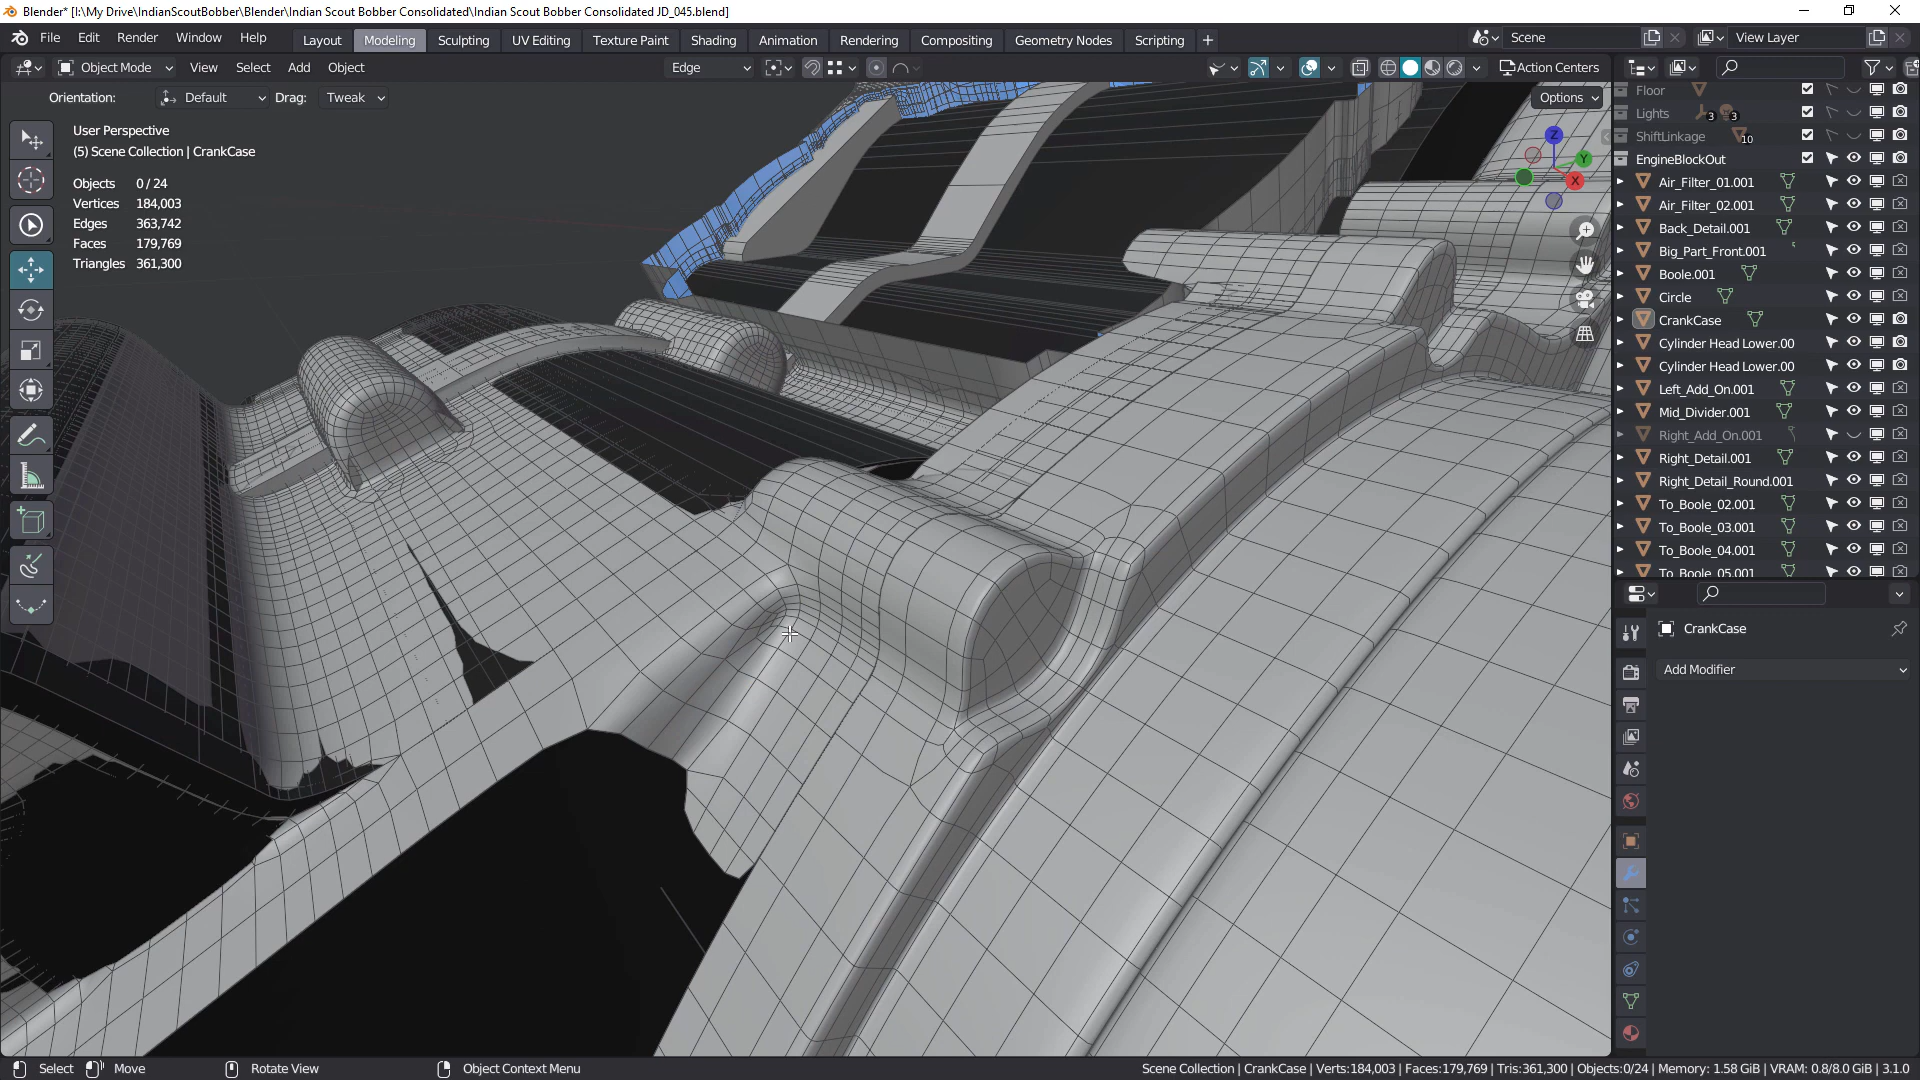 Blender* [I:\My Drive\IndianScoutBobber\Blender\Indian Scout Bobber Consolidated\Indian Scout Bobber Consolidated JD_045.blend]
File Edit Render Window Help Layout Modeling Sculpting UV Editing Texture Paint Shading Animation Rendering Compositing Geometry Nodes Scripting + Scene View Layer
Object Mode View Select Add Object Edge Action Centers
Orientation: Default Drag: Tweak Options
User Perspective
(5) Scene Collection | CrankCase
Objects 0 / 24
Vertices 184,003
Edges 363,742
Faces 179,769
Triangles 361,300
Z
Y
X
Floor
Lights 3 3
ShiftLinkage 10
EngineBlockOut
Air_Filter_01.001
Air_Filter_02.001
Back_Detail.001
Big_Part_Front.001
Boole.001
Circle
CrankCase
Cylinder Head Lower.00
Cylinder Head Lower.00
Left_Add_On.001
Mid_Divider.001
Right_Add_On.001
Right_Detail.001
Right_Detail_Round.001
To_Boole_02.001
To_Boole_03.001
To_Boole_04.001
To_Boole_05.001
CrankCase
Add Modifier
Select Move Rotate View Object Context Menu Scene Collection | CrankCase | Verts:184,003 | Faces:179,769 | Tris:361,300 | Objects:0/24 | Memory: 1.58 GiB | VRAM: 0.8/8.0 GiB | 3.1.0